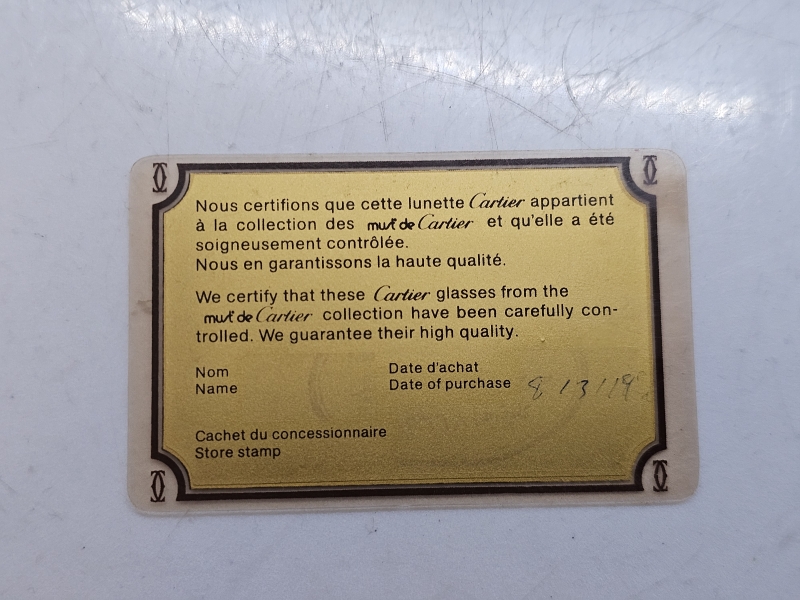 Nous certifions que cette lunette Cartier appartient
à la collection des must de Cartier et qu'elle a été
soigneusement contrôlée.
Nous en garantissons la haute qualité.
We certify that these Cartier glasses from the
must de Cartier collection have been carefully con-
trolled. We guarantee their high quality.
Nom
Name
Date d'achat
Date of purchase
Cachet du concessionnaire
Store stamp